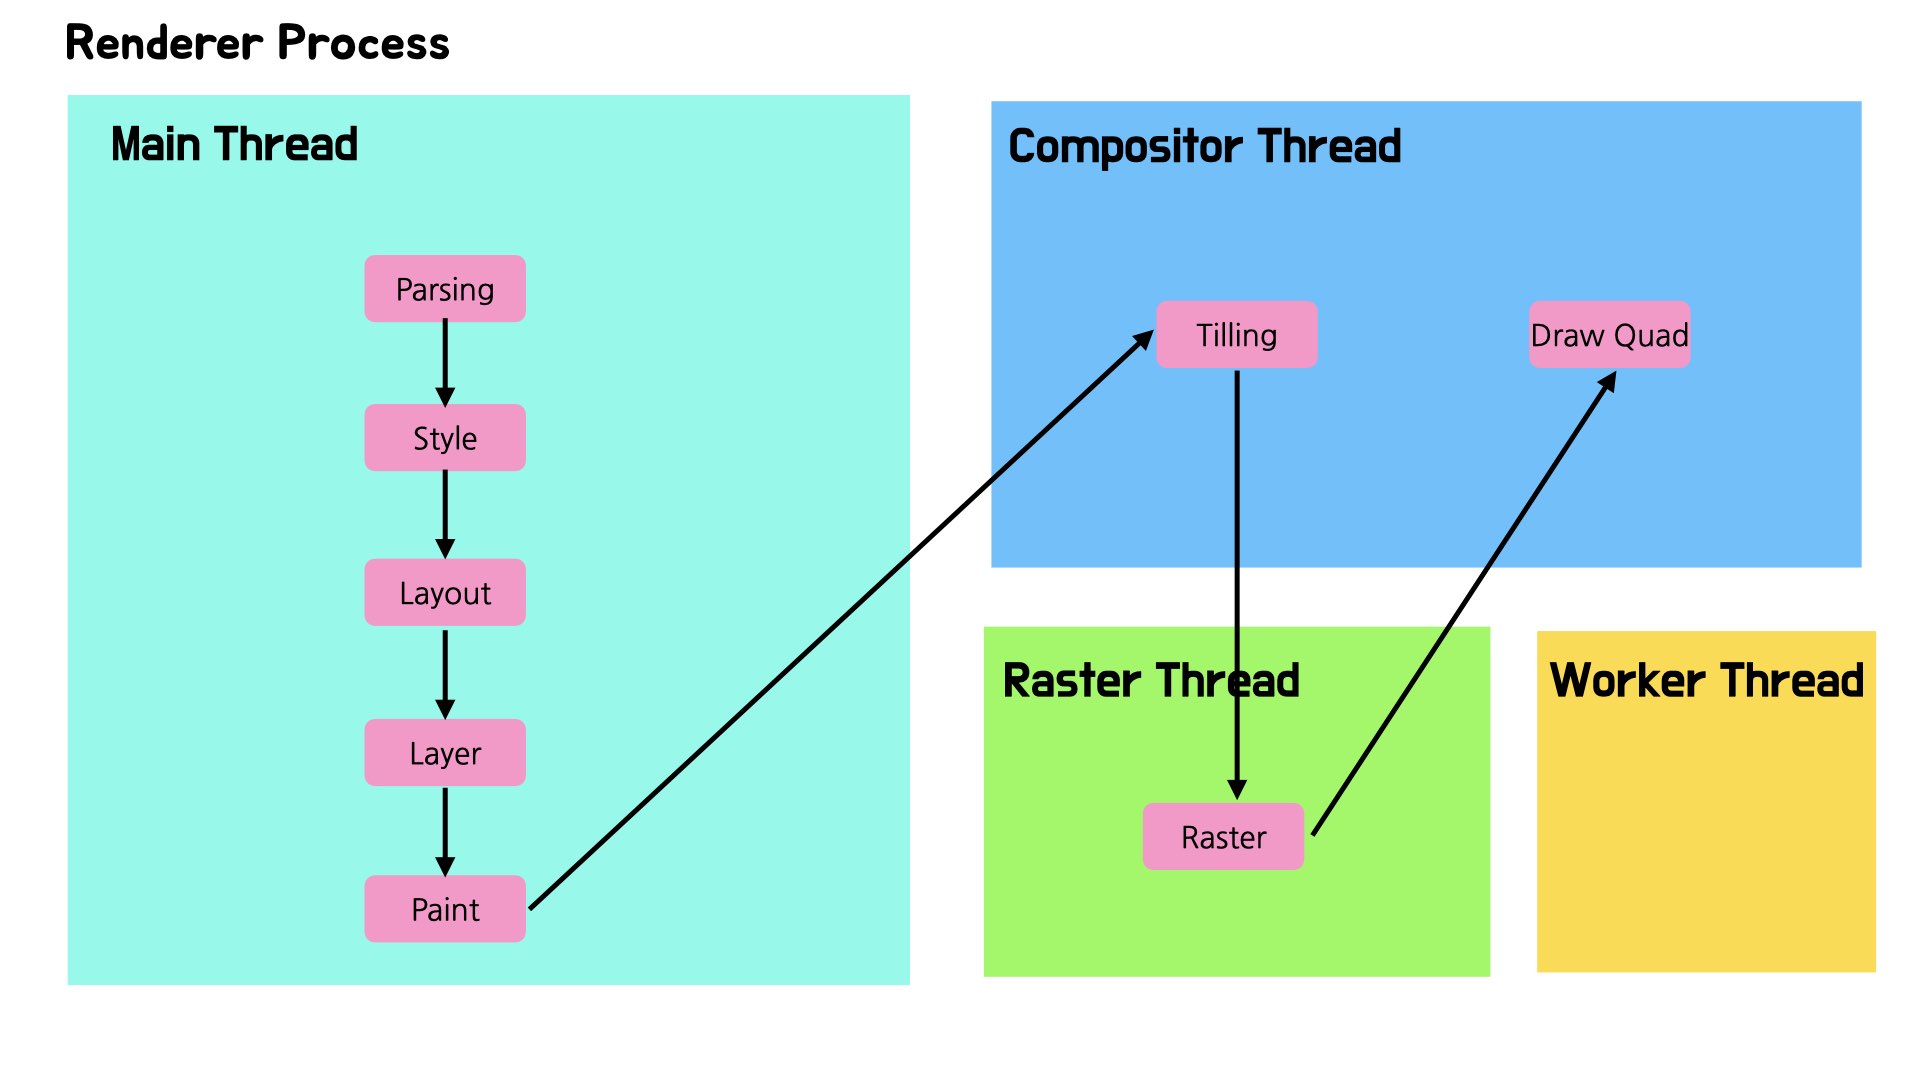 Renderer Process
Main Thread
Parsing
Style
Layout
Layer
Paint
Compositor Thread
Tilling
Draw Quad
Raster Thread
Raster
Worker Thread